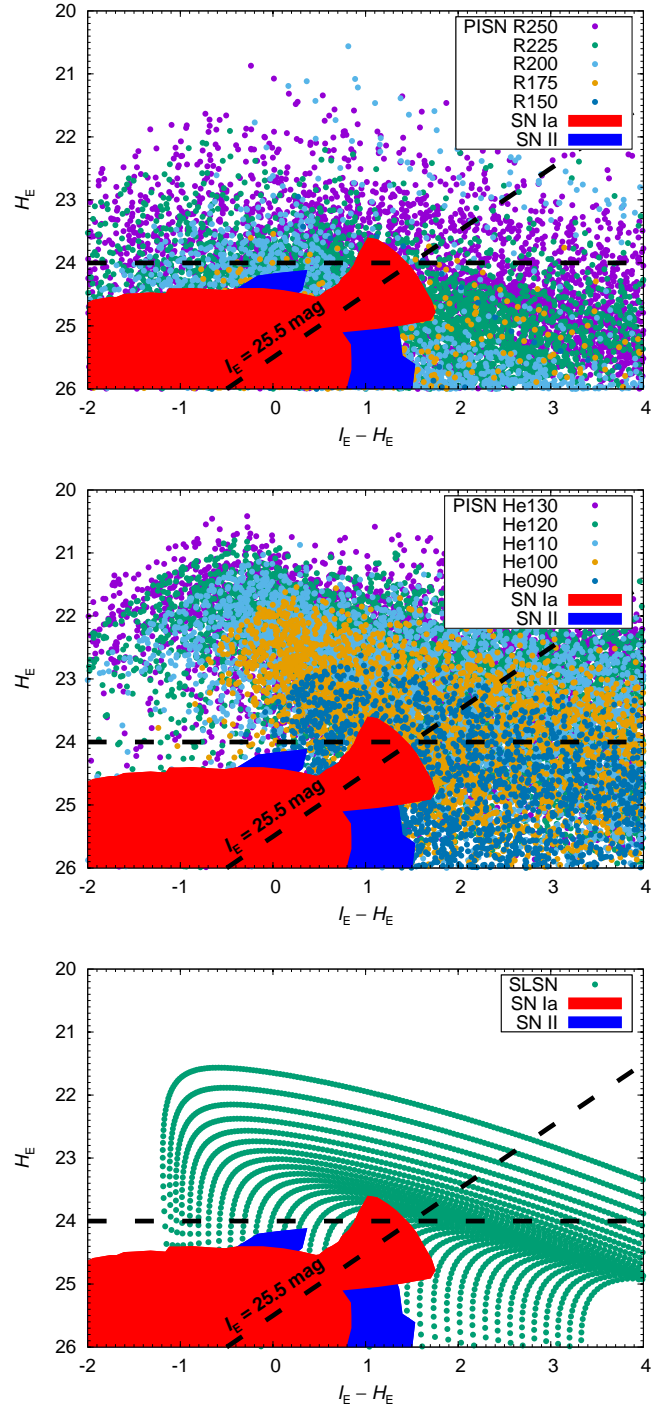 20
21
22
23
24
25
26
H_E
-2
-1
0
1
2
3
4
I_E – H_E
PISN R250
R225
R200
R175
R150
SN Ia
SN II
I_E = 25.5 mag
20
21
22
23
24
25
26
H_E
-2
-1
0
1
2
3
4
I_E – H_E
PISN He130
He120
He110
He100
He090
SN Ia
SN II
I_E = 25.5 mag
20
21
22
23
24
25
26
H_E
-2
-1
0
1
2
3
4
I_E – H_E
SLSN
SN Ia
SN II
I_E = 25.5 mag